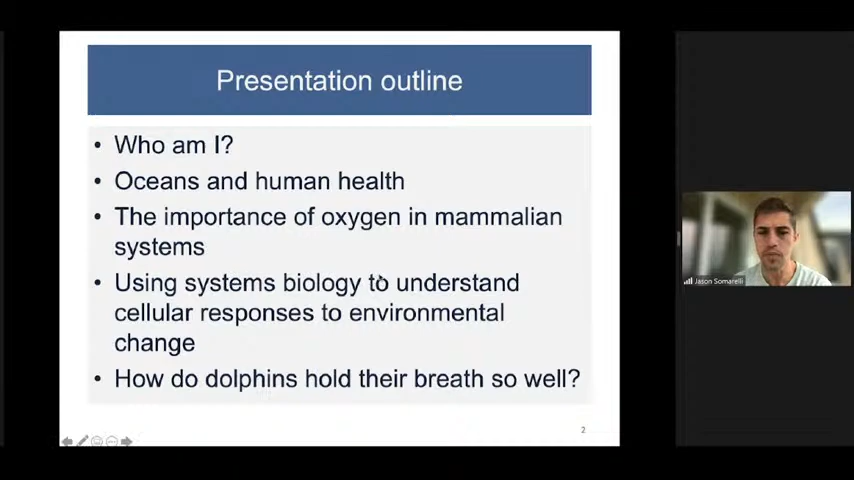 Presentation outline
• Who am I?
• Oceans and human health
• The importance of oxygen in mammalian
systems
• Using systems biology to understand
cellular responses to environmental
change
• How do dolphins hold their breath so well?
2
Jason Somarelli